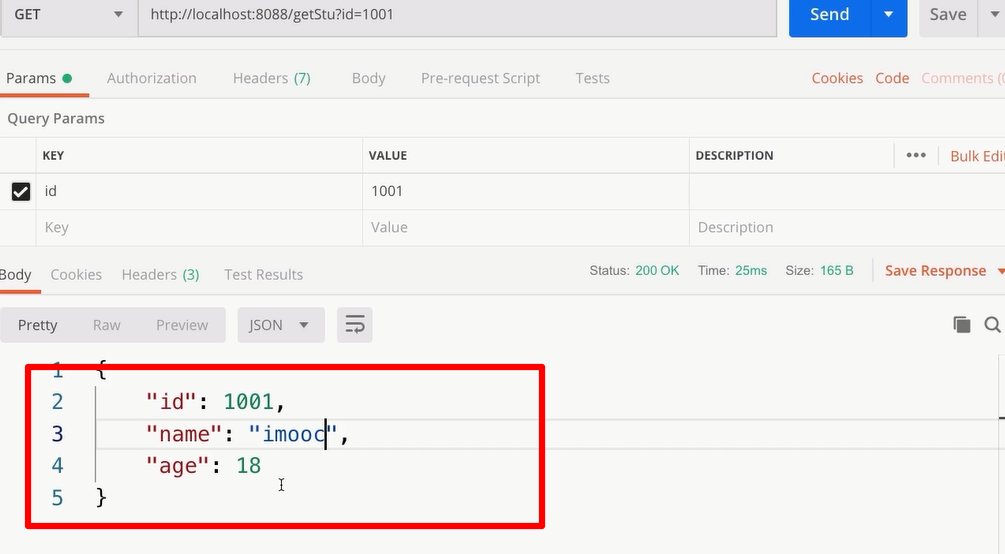 GET http://localhost:8088/getStu?id=1001 Send Save
Params Authorization Headers (7) Body Pre-request Script Tests Cookies Code Comments (
Query Params
KEY VALUE DESCRIPTION ••• Bulk Edi
id 1001
Key Value Description
Body Cookies Headers (3) Test Results Status: 200 OK Time: 25ms Size: 165 B Save Response
Pretty Raw Preview JSON
1 {
2 "id": 1001,
3 "name": "imooc",
4 "age": 18
5 }